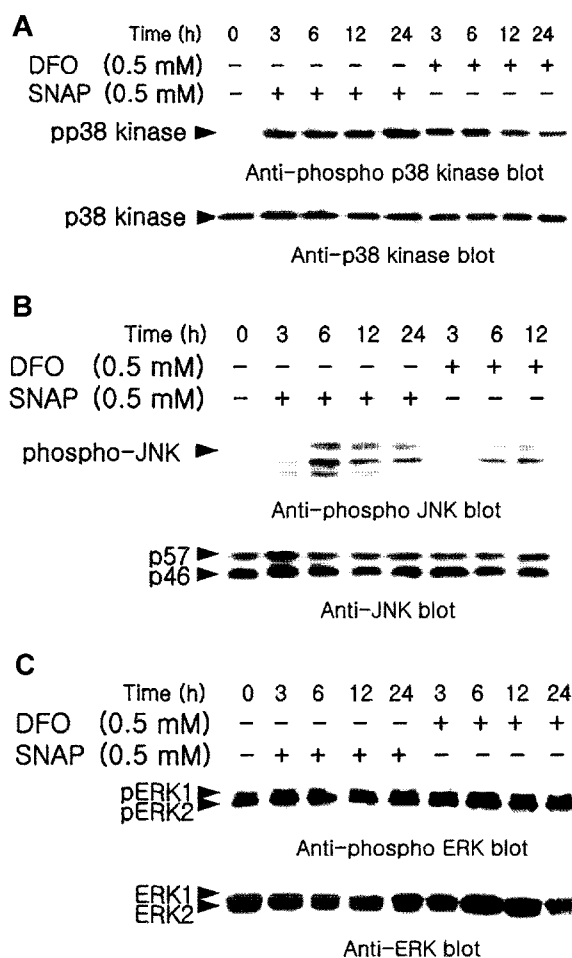 A
Time (h) 0 3 6 12 24 3 6 12 24
DFO (0.5 mM) – – – – – + + + +
SNAP (0.5 mM) – + + + + – – – –
pp38 kinase
Anti-phospho p38 kinase blot
p38 kinase
Anti-p38 kinase blot
B
Time (h) 0 3 6 12 24 3 6 12
DFO (0.5 mM) – – – – – + + +
SNAP (0.5 mM) – + + + + – – –
phospho-JNK
Anti-phospho JNK blot
p57
p46
Anti-JNK blot
C
Time (h) 0 3 6 12 24 3 6 12 24
DFO (0.5 mM) – – – – – + + + +
SNAP (0.5 mM) – + + + + – – – –
pERK1
pERK2
Anti-phospho ERK blot
ERK1
ERK2
Anti-ERK blot